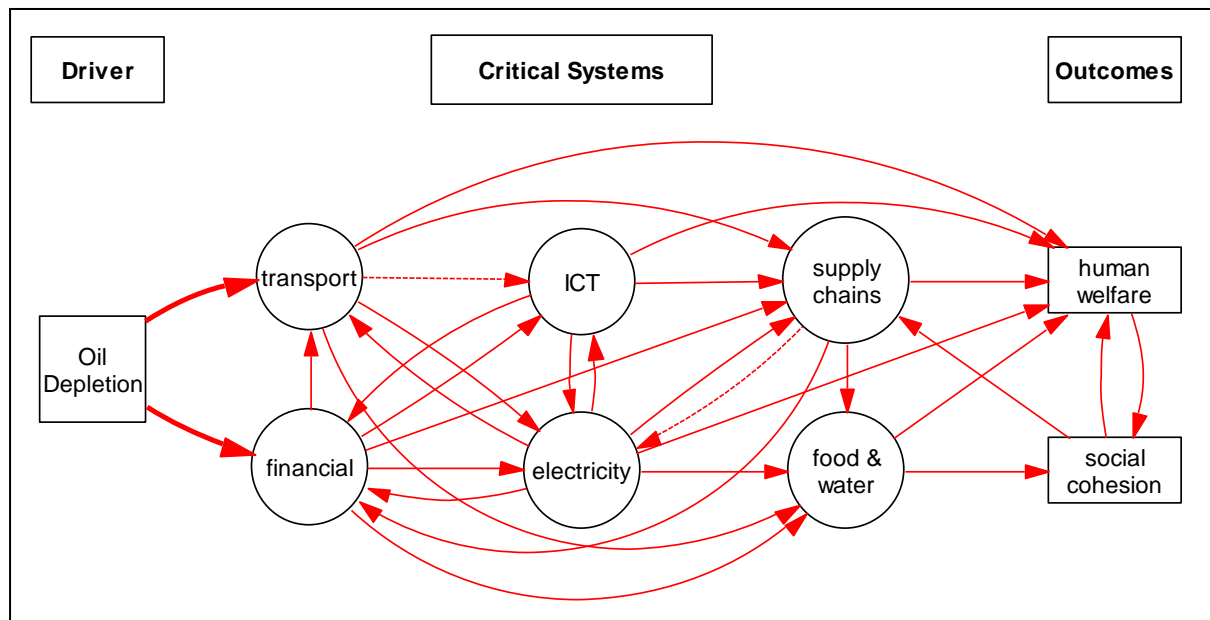 Driver
Critical Systems
Outcomes
transport
ICT
supply
chains
human
welfare
Oil
Depletion
financial
electricity
food &
water
social
cohesion